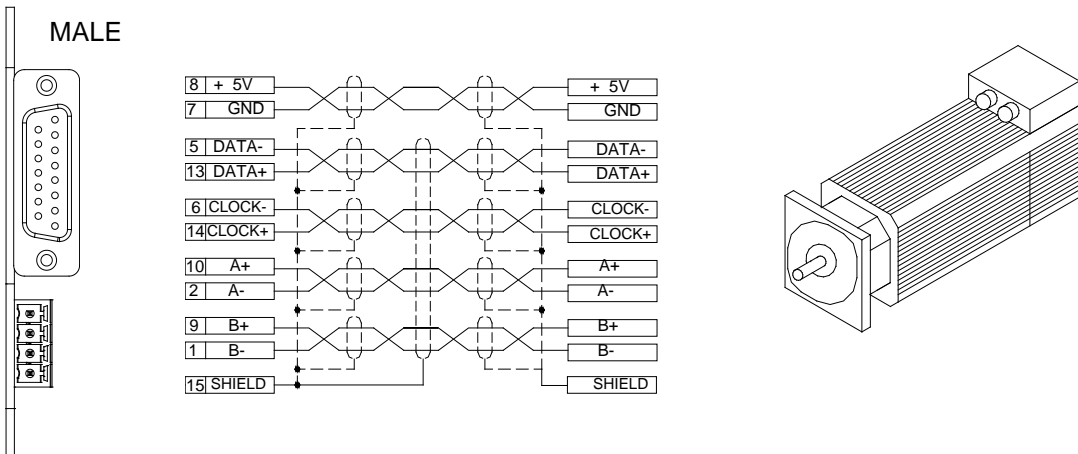 MALE
8 + 5V + 5V
7 GND GND
5 DATA- DATA-
13 DATA+ DATA+
6 CLOCK- CLOCK-
14 CLOCK+ CLOCK+
10 A+ A+
2 A- A-
9 B+ B+
1 B- B-
15 SHIELD SHIELD